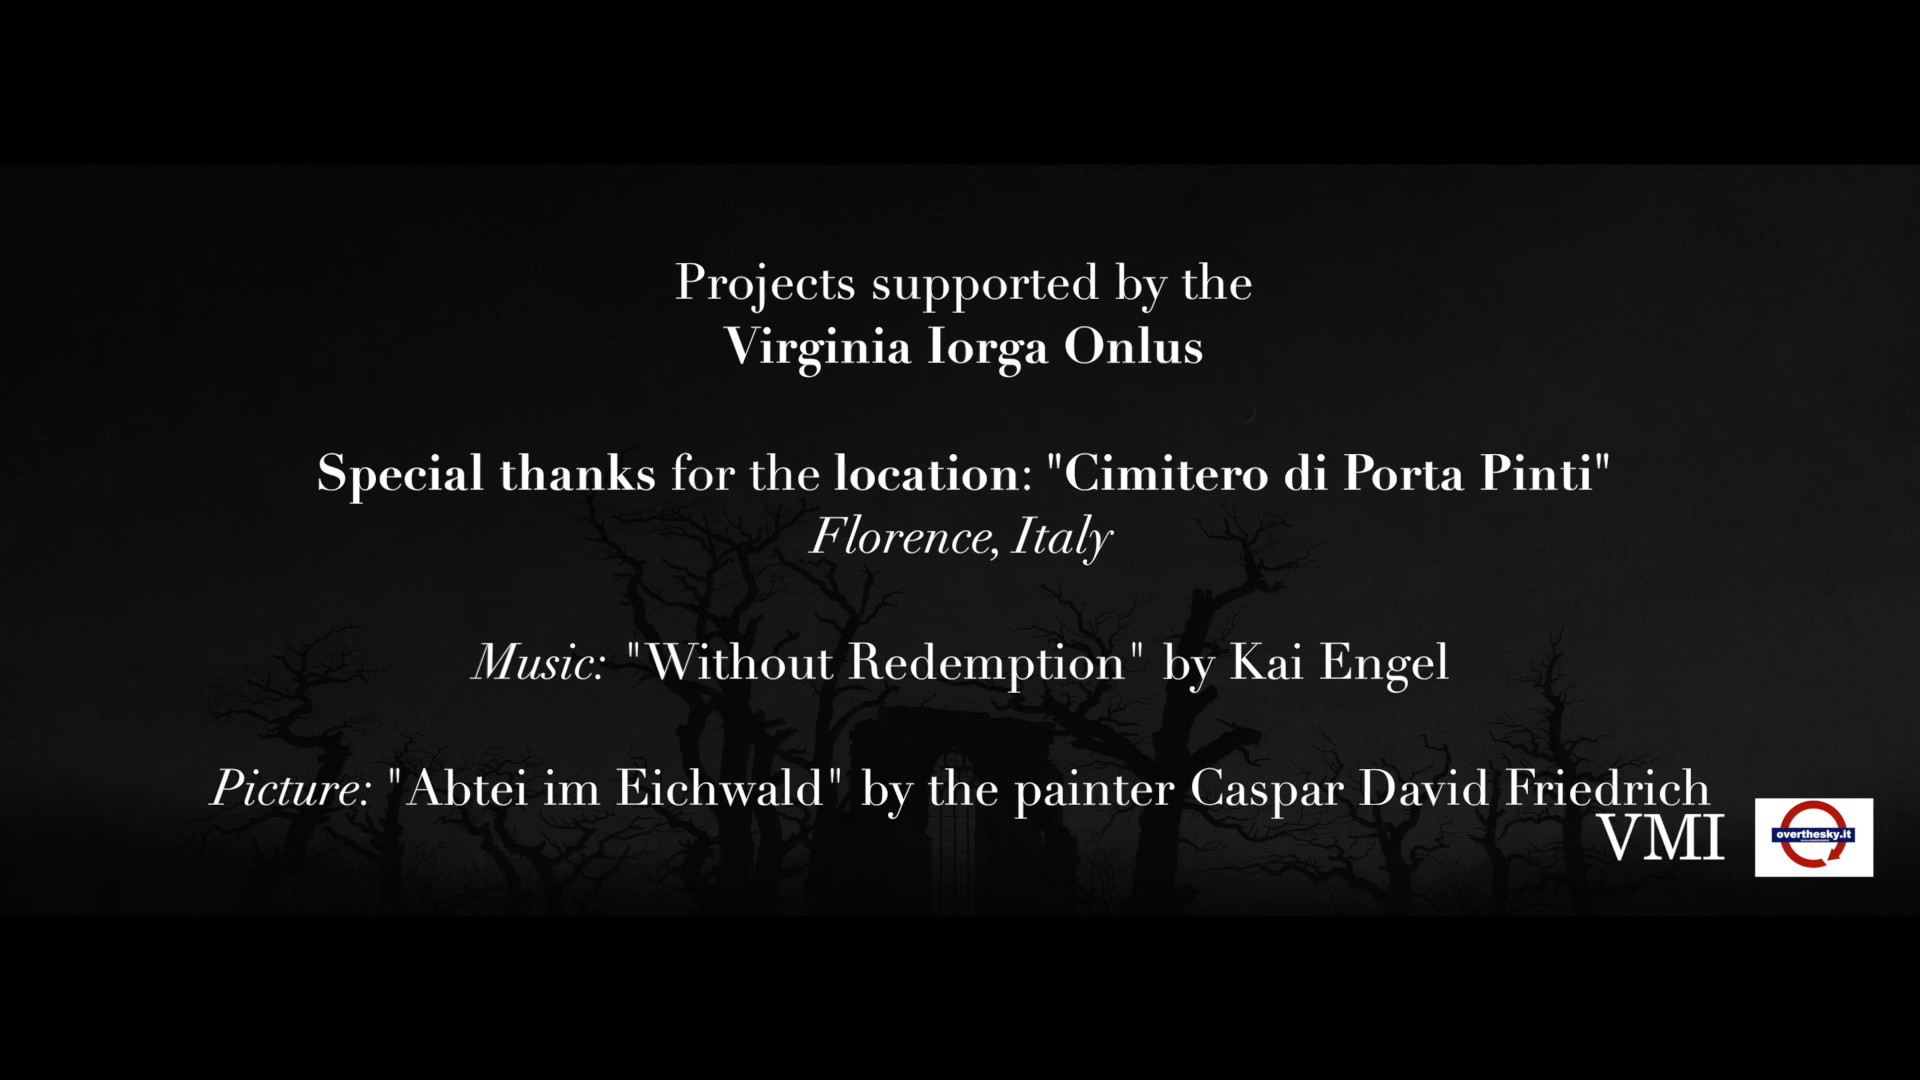 Projects supported by the
Virginia Iorga Onlus
Special thanks for the location: "Cimitero di Porta Pinti"
Florence, Italy
Music: "Without Redemption" by Kai Engel
Picture: "Abtei im Eichwald" by the painter Caspar David Friedrich
VMI
overthesky.it